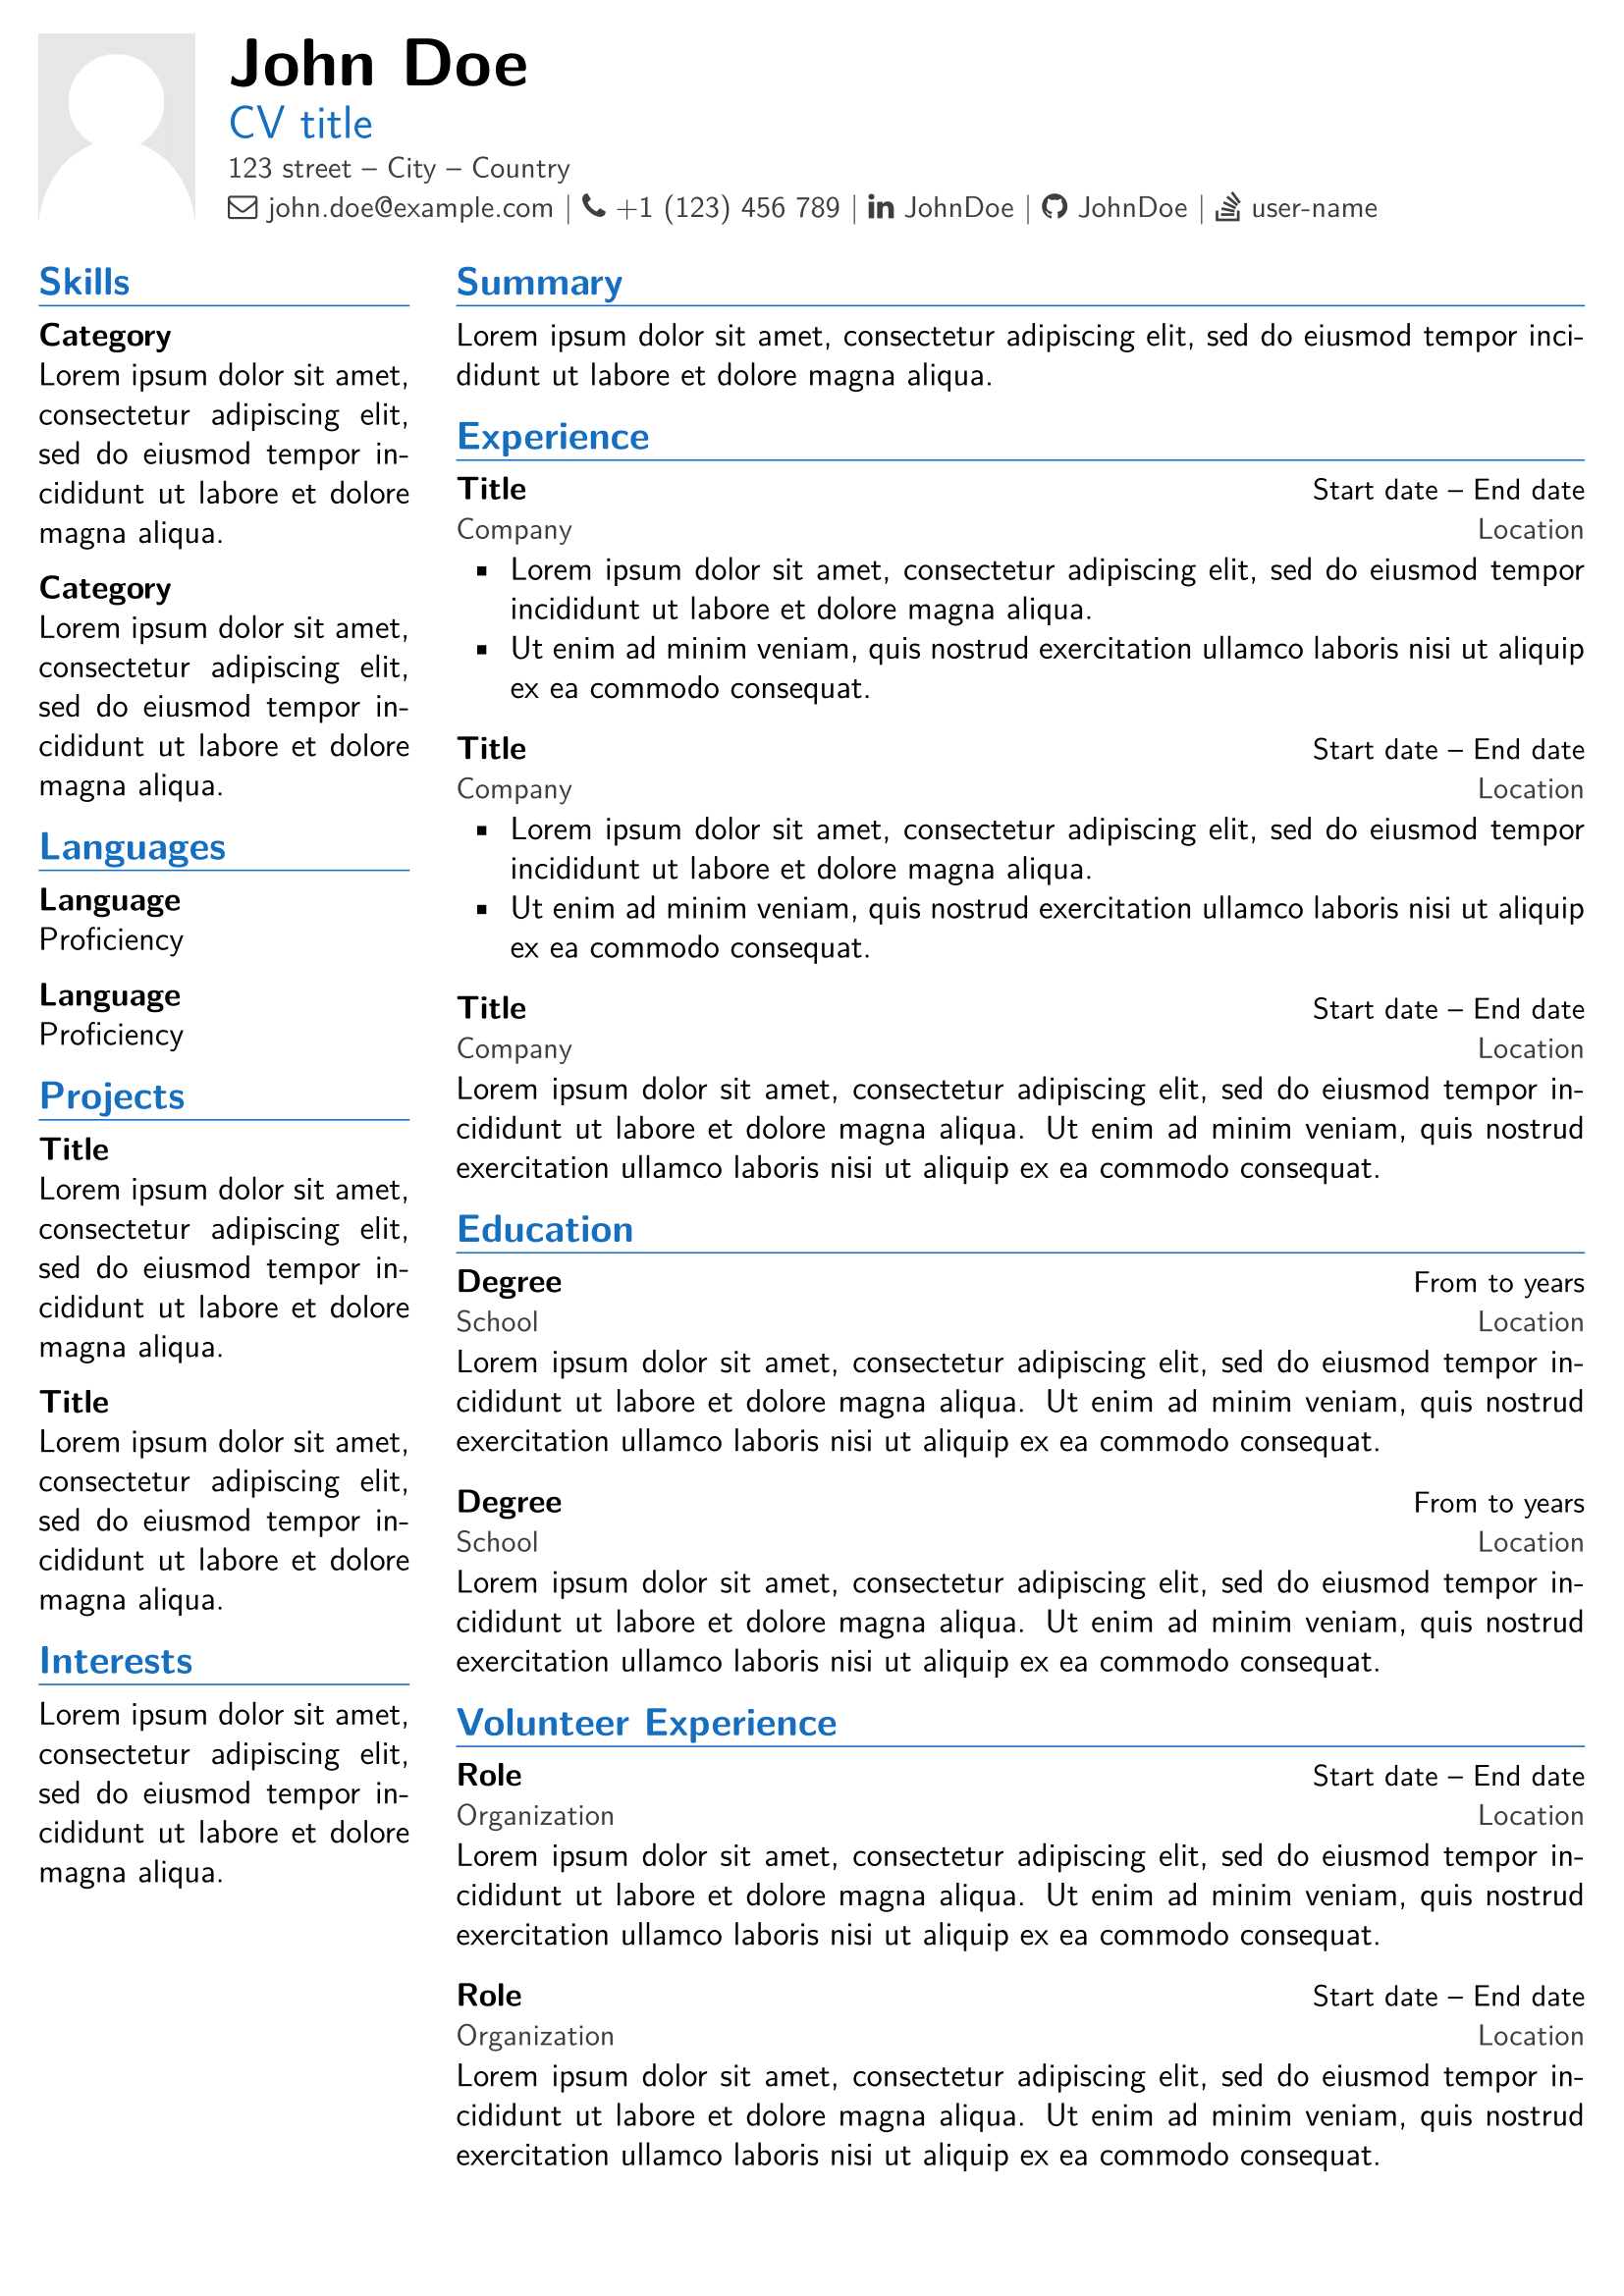 John Doe
CV title
123 street – City – Country
john.doe@example.com | +1 (123) 456 789 | JohnDoe | JohnDoe | user-name
Skills
Category
Lorem ipsum dolor sit amet,
consectetur adipiscing elit,
sed do eiusmod tempor in-
cididunt ut labore et dolore
magna aliqua.
Category
Lorem ipsum dolor sit amet,
consectetur adipiscing elit,
sed do eiusmod tempor in-
cididunt ut labore et dolore
magna aliqua.
Languages
Language
Proficiency
Language
Proficiency
Projects
Title
Lorem ipsum dolor sit amet,
consectetur adipiscing elit,
sed do eiusmod tempor in-
cididunt ut labore et dolore
magna aliqua.
Title
Lorem ipsum dolor sit amet,
consectetur adipiscing elit,
sed do eiusmod tempor in-
cididunt ut labore et dolore
magna aliqua.
Interests
Lorem ipsum dolor sit amet,
consectetur adipiscing elit,
sed do eiusmod tempor in-
cididunt ut labore et dolore
magna aliqua.
Summary
Lorem ipsum dolor sit amet, consectetur adipiscing elit, sed do eiusmod tempor inci-
didunt ut labore et dolore magna aliqua.
Experience
Title Start date – End date
Company Location
▪ Lorem ipsum dolor sit amet, consectetur adipiscing elit, sed do eiusmod tempor
incididunt ut labore et dolore magna aliqua.
▪ Ut enim ad minim veniam, quis nostrud exercitation ullamco laboris nisi ut aliquip
ex ea commodo consequat.
Title Start date – End date
Company Location
▪ Lorem ipsum dolor sit amet, consectetur adipiscing elit, sed do eiusmod tempor
incididunt ut labore et dolore magna aliqua.
▪ Ut enim ad minim veniam, quis nostrud exercitation ullamco laboris nisi ut aliquip
ex ea commodo consequat.
Title Start date – End date
Company Location
Lorem ipsum dolor sit amet, consectetur adipiscing elit, sed do eiusmod tempor in-
cididunt ut labore et dolore magna aliqua. Ut enim ad minim veniam, quis nostrud
exercitation ullamco laboris nisi ut aliquip ex ea commodo consequat.
Education
Degree From to years
School Location
Lorem ipsum dolor sit amet, consectetur adipiscing elit, sed do eiusmod tempor in-
cididunt ut labore et dolore magna aliqua. Ut enim ad minim veniam, quis nostrud
exercitation ullamco laboris nisi ut aliquip ex ea commodo consequat.
Degree From to years
School Location
Lorem ipsum dolor sit amet, consectetur adipiscing elit, sed do eiusmod tempor in-
cididunt ut labore et dolore magna aliqua. Ut enim ad minim veniam, quis nostrud
exercitation ullamco laboris nisi ut aliquip ex ea commodo consequat.
Volunteer Experience
Role Start date – End date
Organization Location
Lorem ipsum dolor sit amet, consectetur adipiscing elit, sed do eiusmod tempor in-
cididunt ut labore et dolore magna aliqua. Ut enim ad minim veniam, quis nostrud
exercitation ullamco laboris nisi ut aliquip ex ea commodo consequat.
Role Start date – End date
Organization Location
Lorem ipsum dolor sit amet, consectetur adipiscing elit, sed do eiusmod tempor in-
cididunt ut labore et dolore magna aliqua. Ut enim ad minim veniam, quis nostrud
exercitation ullamco laboris nisi ut aliquip ex ea commodo consequat.